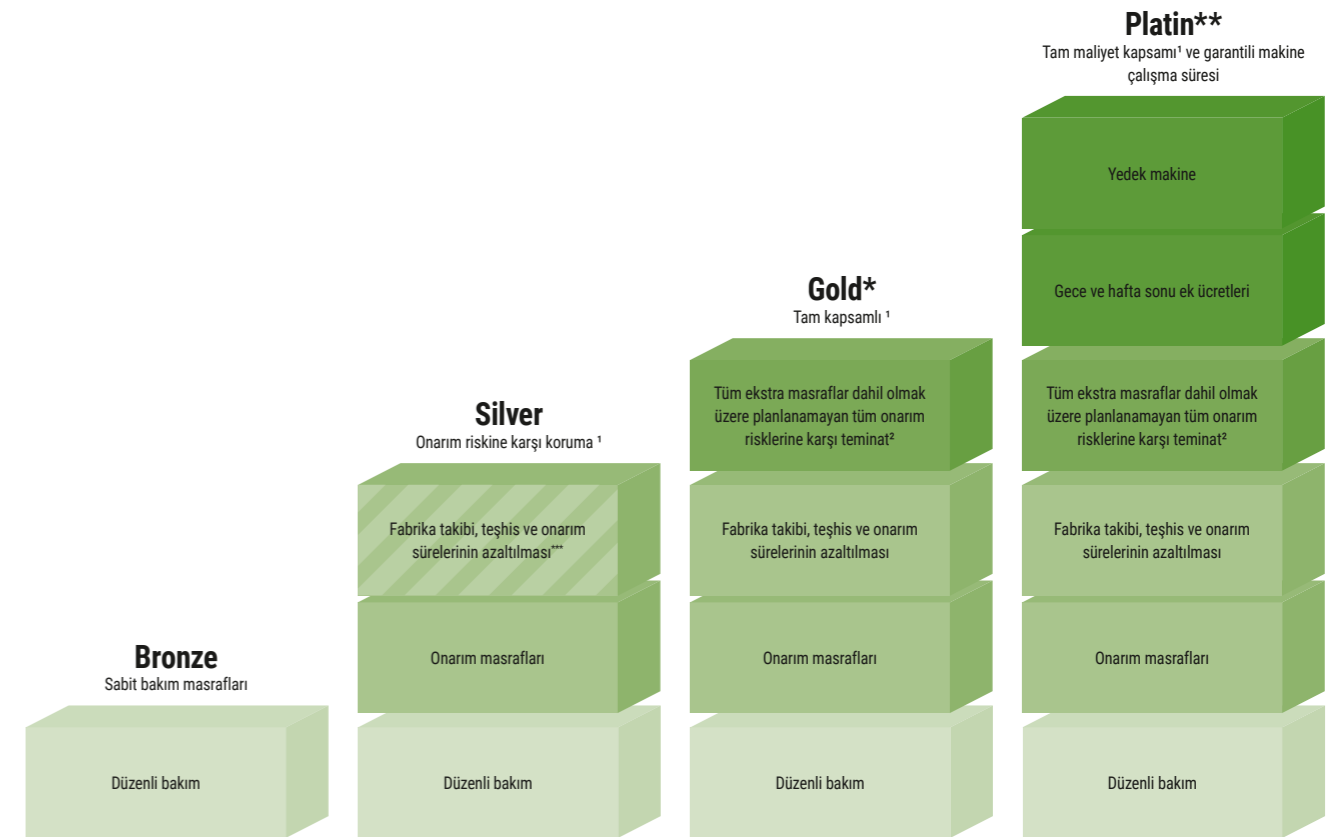 Platin**
Tam maliyet kapsamı¹ ve garantili makine
çalışma süresi
Yedek makine
Gece ve hafta sonu ek ücretleri
Gold*
Tam kapsamlı ¹
Tüm ekstra masraflar dahil olmak
üzere planlanamayan tüm onarım
risklerine karşı teminat²
Tüm ekstra masraflar dahil olmak
üzere planlanamayan tüm onarım
risklerine karşı teminat²
Silver
Onarım riskine karşı koruma ¹
Fabrika takibi, teşhis ve onarım
sürelerinin azaltılması***
Fabrika takibi, teşhis ve onarım
sürelerinin azaltılması
Fabrika takibi, teşhis ve onarım
sürelerinin azaltılması
Bronze
Sabit bakım masrafları
Onarım masrafları
Onarım masrafları
Onarım masrafları
Düzenli bakım
Düzenli bakım
Düzenli bakım
Düzenli bakım